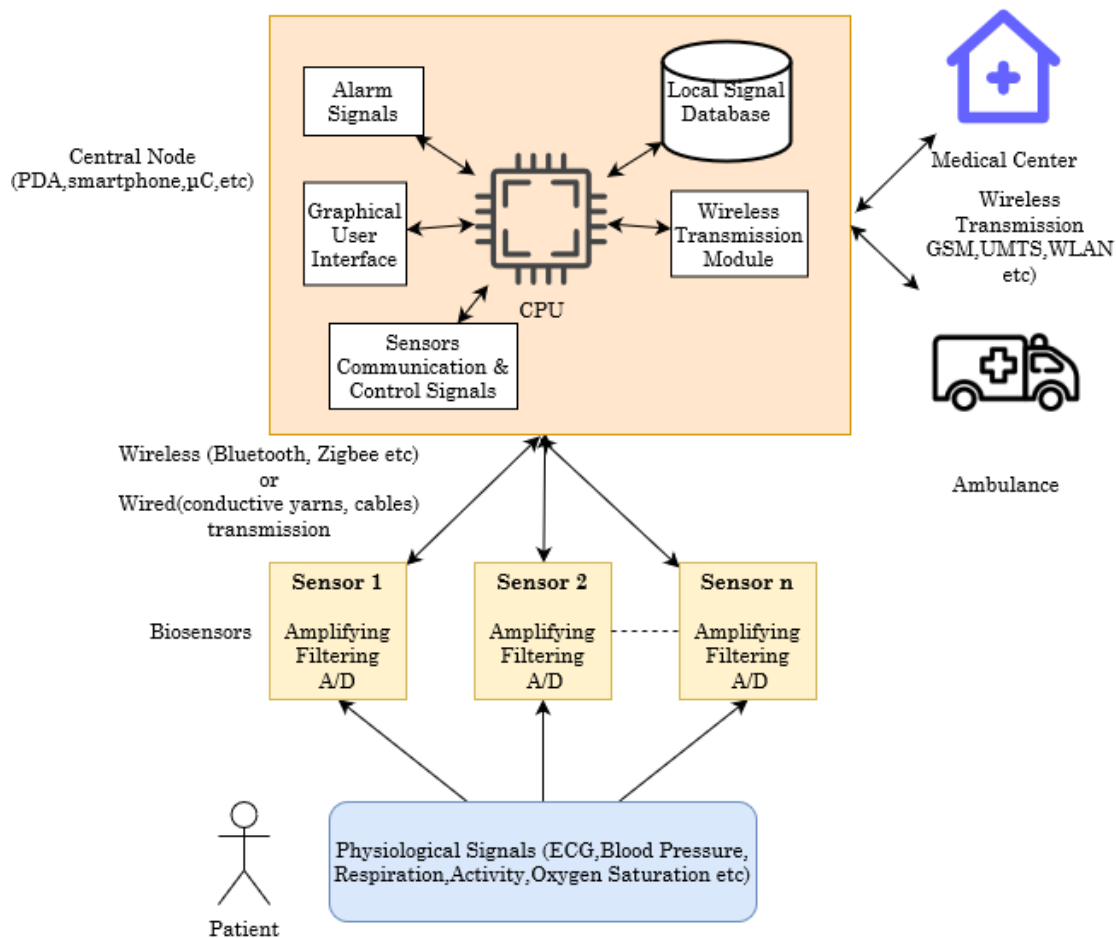 Alarm
Signals
Local Signal
Database
Central Node
(PDA,smartphone,µC,etc)
Graphical
User
Interface
Wireless
Transmission
Module
CPU
Sensors
Communication &
Control Signals
Medical Center
Wireless
Transmission
GSM,UMTS,WLAN
etc)
Ambulance
Wireless (Bluetooth, Zigbee etc)
or
Wired(conductive yarns, cables)
transmission
Biosensors
Sensor 1
Amplifying
Filtering
A/D
Sensor 2
Amplifying
Filtering
A/D
Sensor n
Amplifying
Filtering
A/D
Physiological Signals (ECG,Blood Pressure,
Respiration,Activity,Oxygen Saturation etc)
Patient